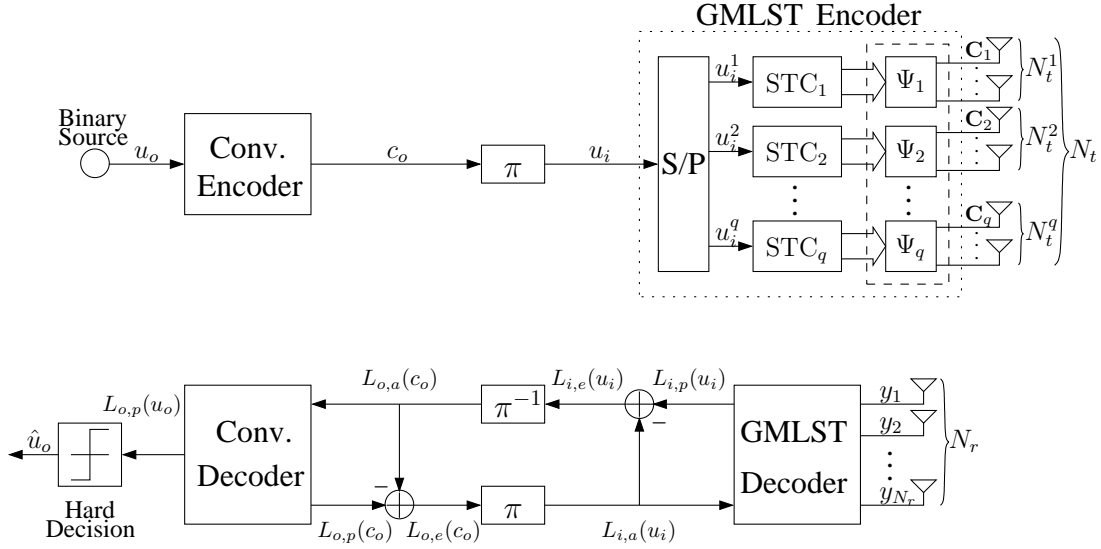 GMLST Encoder
Binary
Source
u_o
Conv.
Encoder
c_o
π
u_i
S/P
u_i^1
STC_1
Ψ_1
C_1
N_t^1
u_i^2
STC_2
Ψ_2
C_2
N_t^2
N_t
u_i^q
STC_q
Ψ_q
C_q
N_t^q
L_{o,a}(c_o)
L_{i,e}(u_i)
L_{i,p}(u_i)
L_{o,p}(u_o)
û_o
Hard
Decision
Conv.
Decoder
π^{-1}
−
−
L_{o,p}(c_o)
L_{o,e}(c_o)
π
L_{i,a}(u_i)
GMLST
Decoder
y_1
y_2
y_{N_r}
N_r